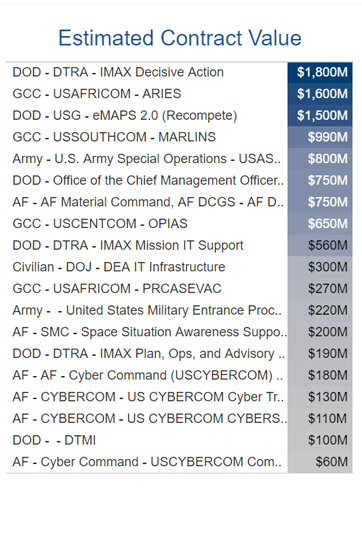 Estimated Contract Value
DOD - DTRA - IMAX Decisive Action $1,800M
GCC - USAFRICOM - ARIES $1,600M
DOD - USG - eMAPS 2.0 (Recompete) $1,500M
GCC - USSOUTHCOM - MARLINS $990M
Army - U.S. Army Special Operations - USAS.. $800M
DOD - Office of the Chief Management Officer.. $750M
AF - AF Material Command, AF DCGS - AF D.. $750M
GCC - USCENTCOM - OPIAS $650M
DOD - DTRA - IMAX Mission IT Support $560M
Civilian - DOJ - DEA IT Infrastructure $300M
GCC - USAFRICOM - PRCASEVAC $270M
Army - - United States Military Entrance Proc.. $220M
AF - SMC - Space Situation Awareness Suppo.. $200M
DOD - DTRA - IMAX Plan, Ops, and Advisory .. $190M
AF - AF - Cyber Command (USCYBERCOM) .. $180M
AF - CYBERCOM - US CYBERCOM Cyber Tr.. $130M
AF - CYBERCOM - US CYBERCOM CYBERS.. $110M
DOD - - DTMI $100M
AF - Cyber Command - USCYBERCOM Com.. $60M